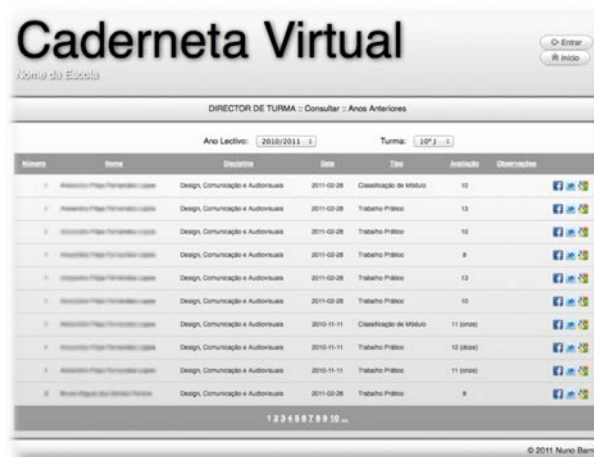 Caderneta Virtual
Nome da Escola
Entrar
Início
DIRECTOR DE TURMA :: Consultar :: Anos Anteriores
Ano Lectivo: 2010/2011 Turma: 10º J
Número Nome Disciplina Data Tipo Avaliação Observações
Design, Comunicação e Audiovisuais 2011-02-28 Classificação de Módulo 10
Design, Comunicação e Audiovisuais 2011-02-28 Trabalho Prático 13
Design, Comunicação e Audiovisuais 2011-02-28 Trabalho Prático 10
Design, Comunicação e Audiovisuais 2011-02-28 Trabalho Prático
Design, Comunicação e Audiovisuais 2011-02-28 Trabalho Prático 13
Design, Comunicação e Audiovisuais 2011-02-28 Trabalho Prático 10
Design, Comunicação e Audiovisuais 2010-11-11 Classificação de Módulo 11 (onze)
Design, Comunicação e Audiovisuais 2010-11-11 Trabalho Prático 12 (doze)
Design, Comunicação e Audiovisuais 2010-11-11 Trabalho Prático 11 (onze)
Design, Comunicação e Audiovisuais 2011-02-28 Trabalho Prático
1 2 3 4 5 6 7 8 9 10 ...
© 2011 Nuno Barr